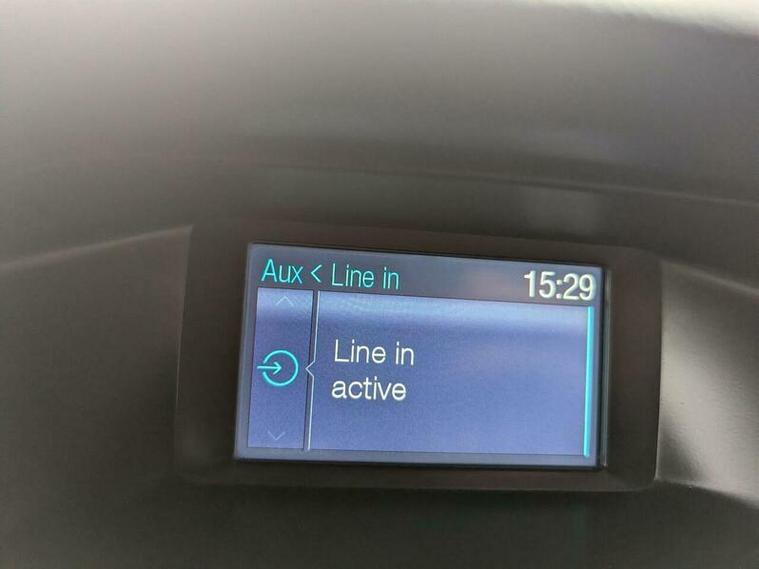 Aux < Line in 15:29
Line in
active